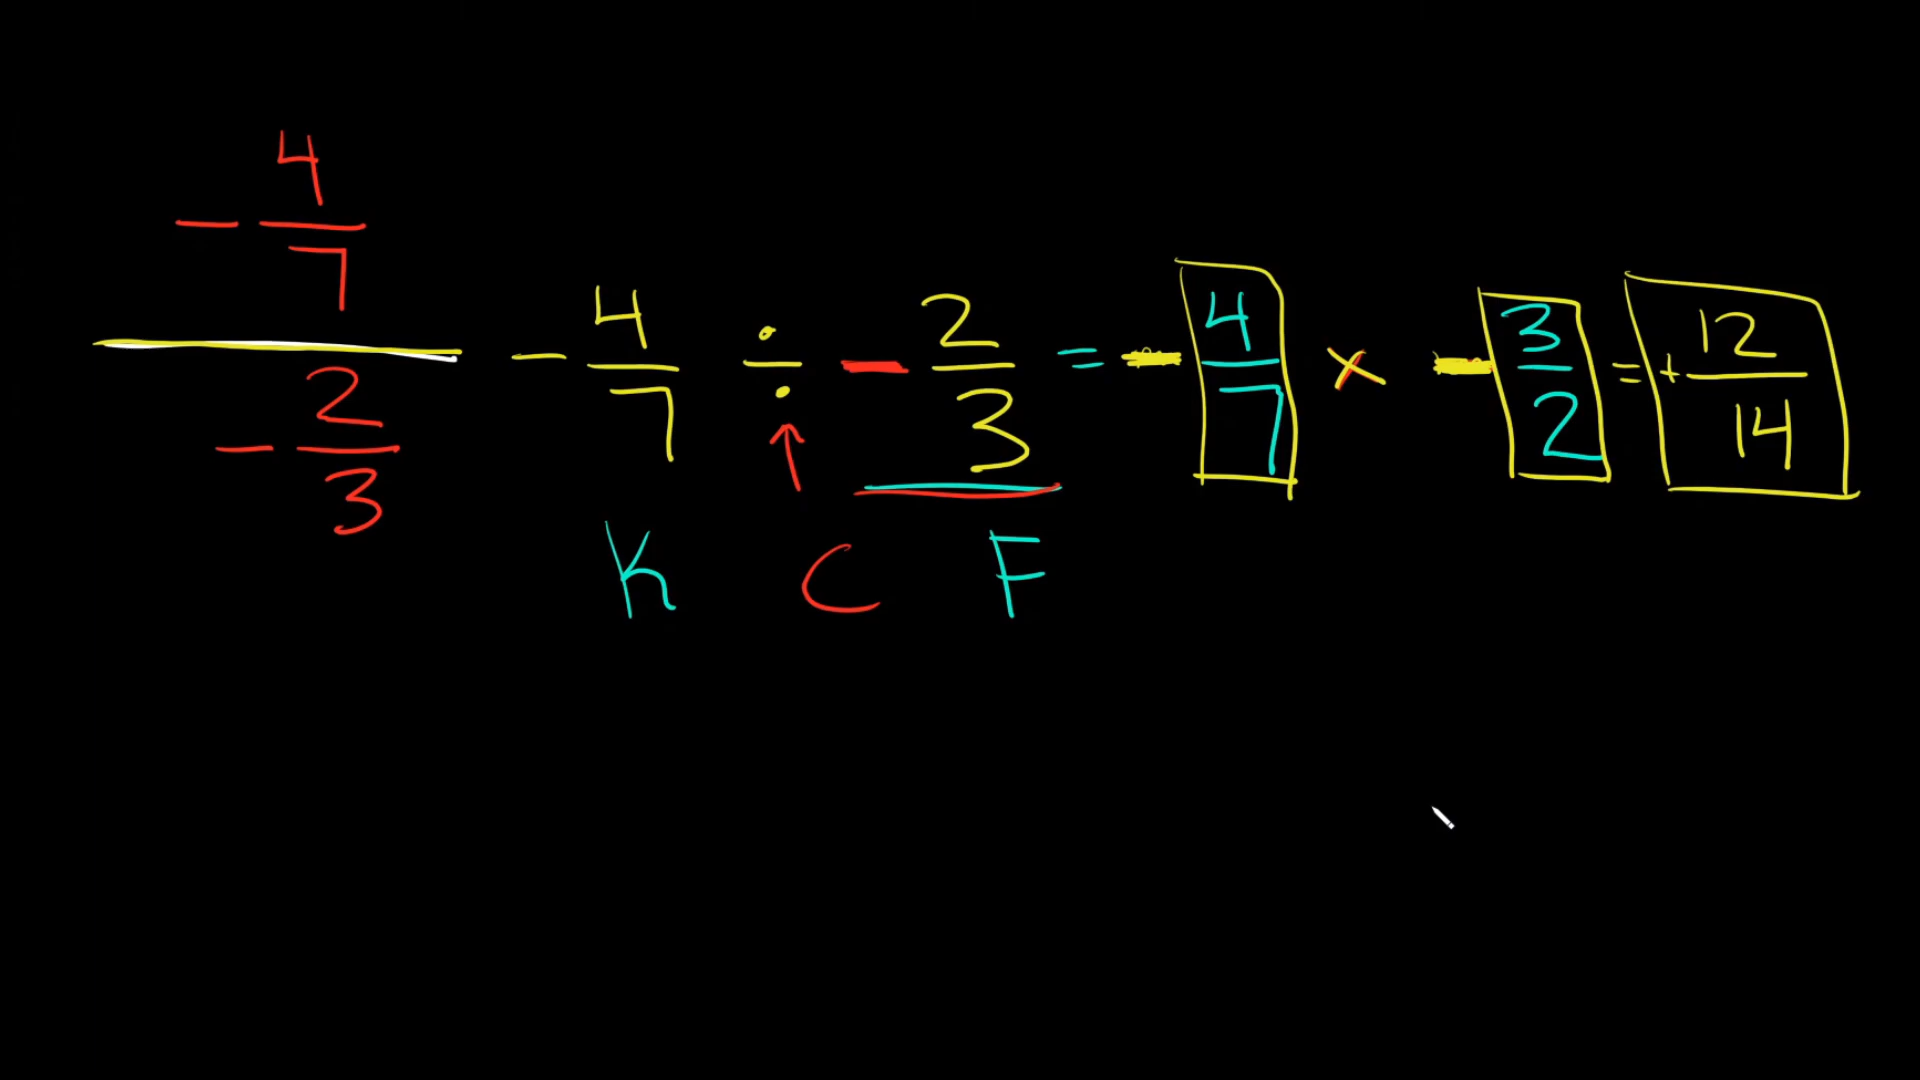 -4/7
-2/3
-4/7 ÷ -2/3 = -4/7 × -3/2 = +12/14
K C F